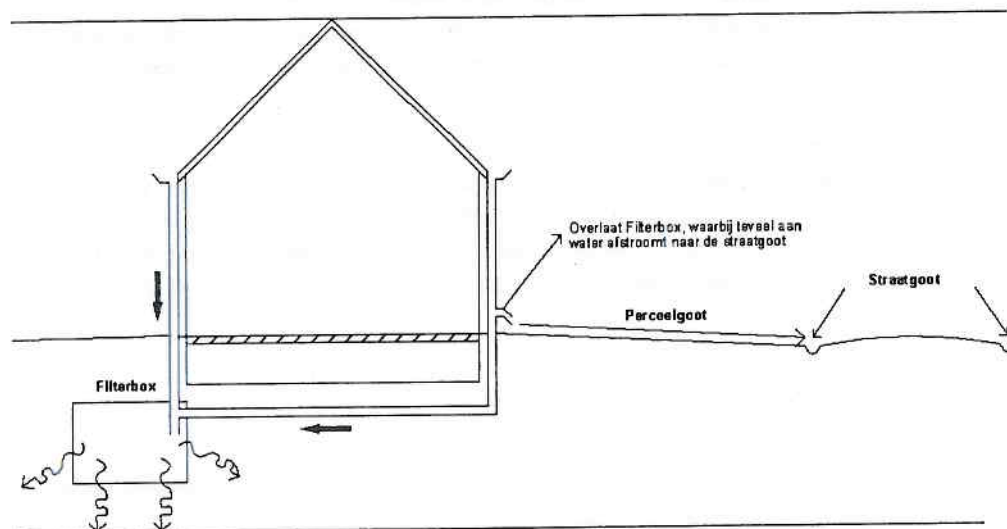 Overlaat Filterbox, waarbij teveel aan
water afstroomt naar de straatgoot
Straatgoot
Perceelgoot
Filterbox